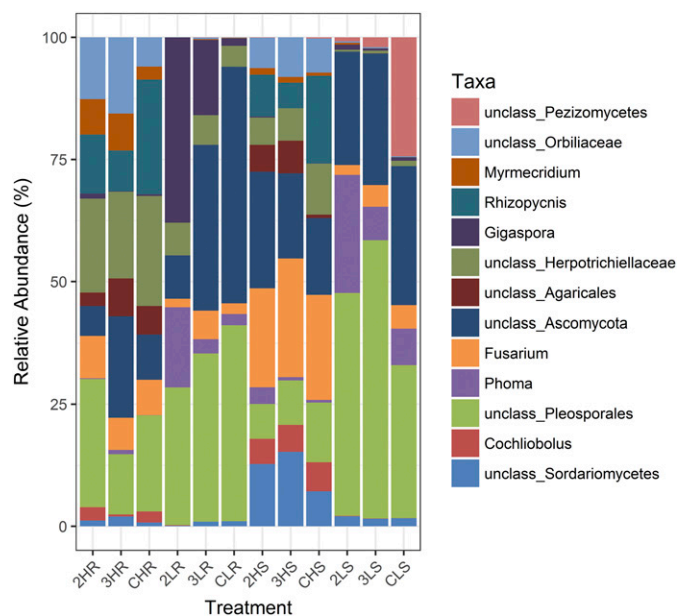 100
75
50
25
0
Relative Abundance (%)
2HR 3HR CHR 2LR 3LR CLR 2HS 3HS CHS 2LS 3LS CLS
Treatment
Taxa
unclass_Pezizomycetes
unclass_Orbiliaceae
Myrmecridium
Rhizopycnis
Gigaspora
unclass_Herpotrichiellaceae
unclass_Agaricales
unclass_Ascomycota
Fusarium
Phoma
unclass_Pleosporales
Cochliobolus
unclass_Sordariomycetes